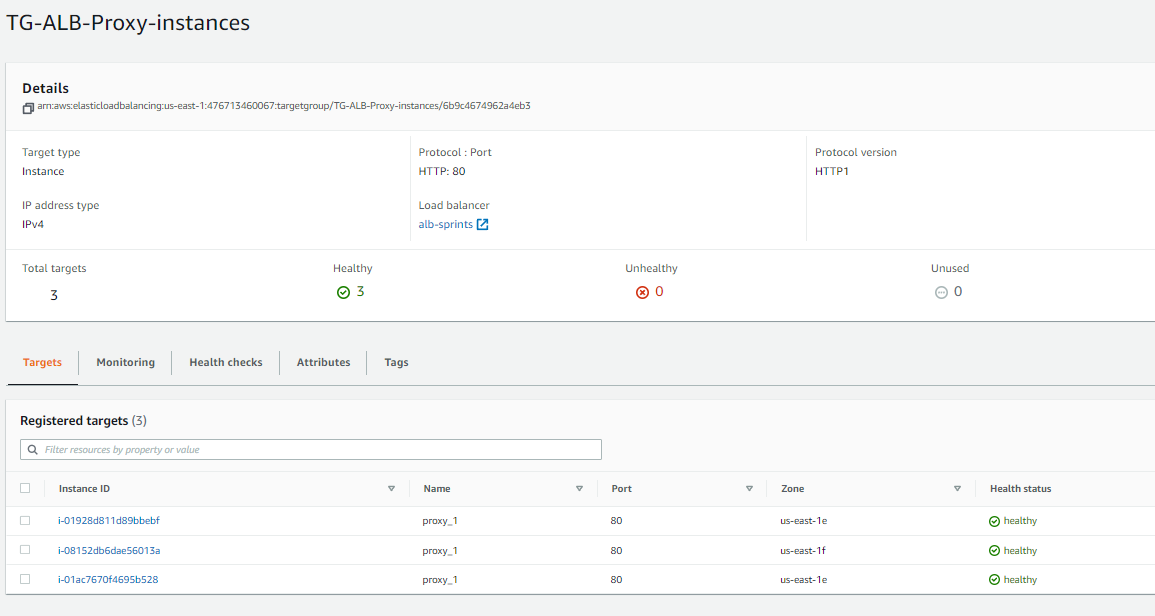 TG-ALB-Proxy-instances
Details
arn:aws:elasticloadbalancing:us-east-1:476713460067:targetgroup/TG-ALB-Proxy-instances/6b9c4674962a4eb3
Target type Protocol : Port Protocol version
Instance HTTP: 80 HTTP1
IP address type Load balancer
IPv4 alb-sprints
Total targets Healthy Unhealthy Unused
3 3 0 0
Targets Monitoring Health checks Attributes Tags
Registered targets (3)
Filter resources by property or value
Instance ID Name Port Zone Health status
i-01928d811d89bbebf proxy_1 80 us-east-1e healthy
i-08152db6dae56013a proxy_1 80 us-east-1f healthy
i-01ac7670f4695b528 proxy_1 80 us-east-1e healthy